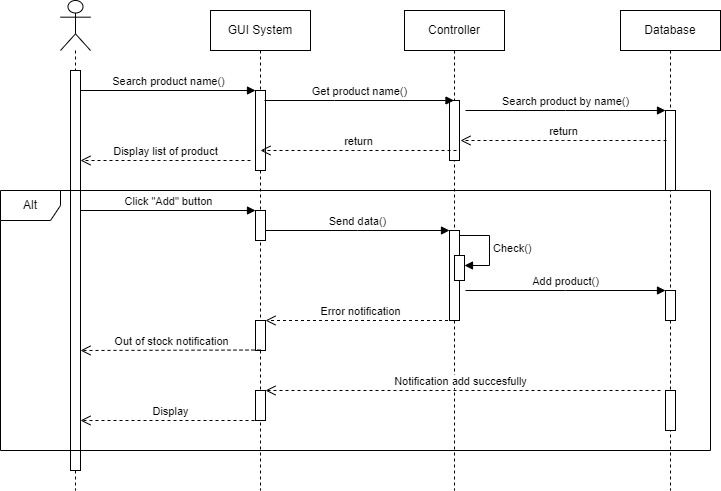 GUI System
Controller
Database
Search product name()
Get product name()
Search product by name()
return
return
Display list of product
Alt
Click "Add" button
Send data()
Check()
Add product()
Error notification
Out of stock notification
Notification add succesfully
Display